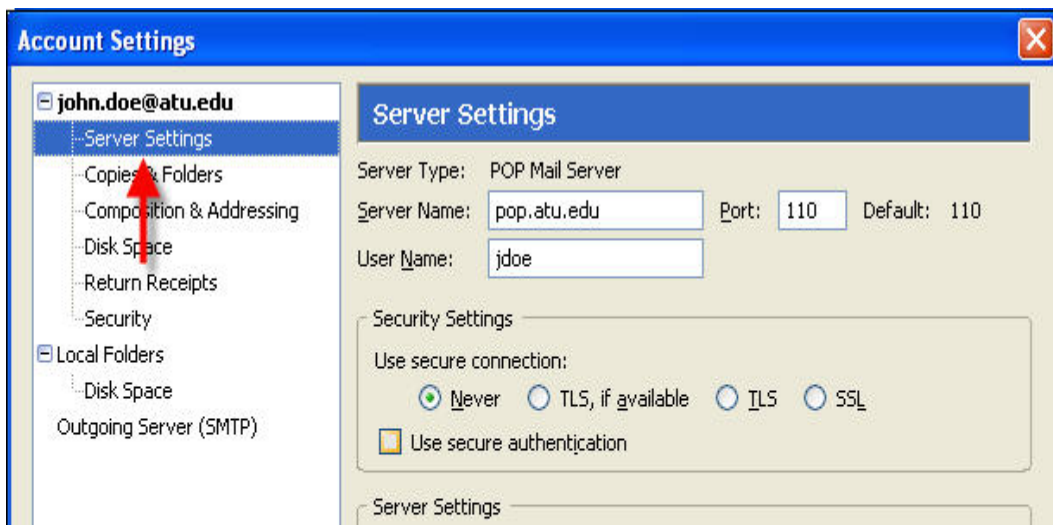 Account Settings
john.doe@atu.edu
Server Settings
Copies & Folders
Composition & Addressing
Disk Space
Return Receipts
Security
Local Folders
Disk Space
Outgoing Server (SMTP)
Server Settings
Server Type: POP Mail Server
Server Name: pop.atu.edu Port: 110 Default: 110
User Name: jdoe
Security Settings
Use secure connection:
Never TLS, if available TLS SSL
Use secure authentication
Server Settings